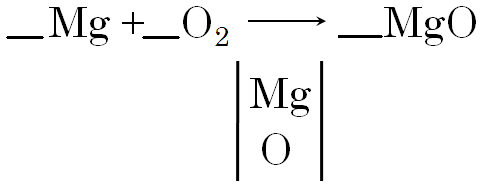 __Mg + __O₂ ⟶ __MgO
Mg
O